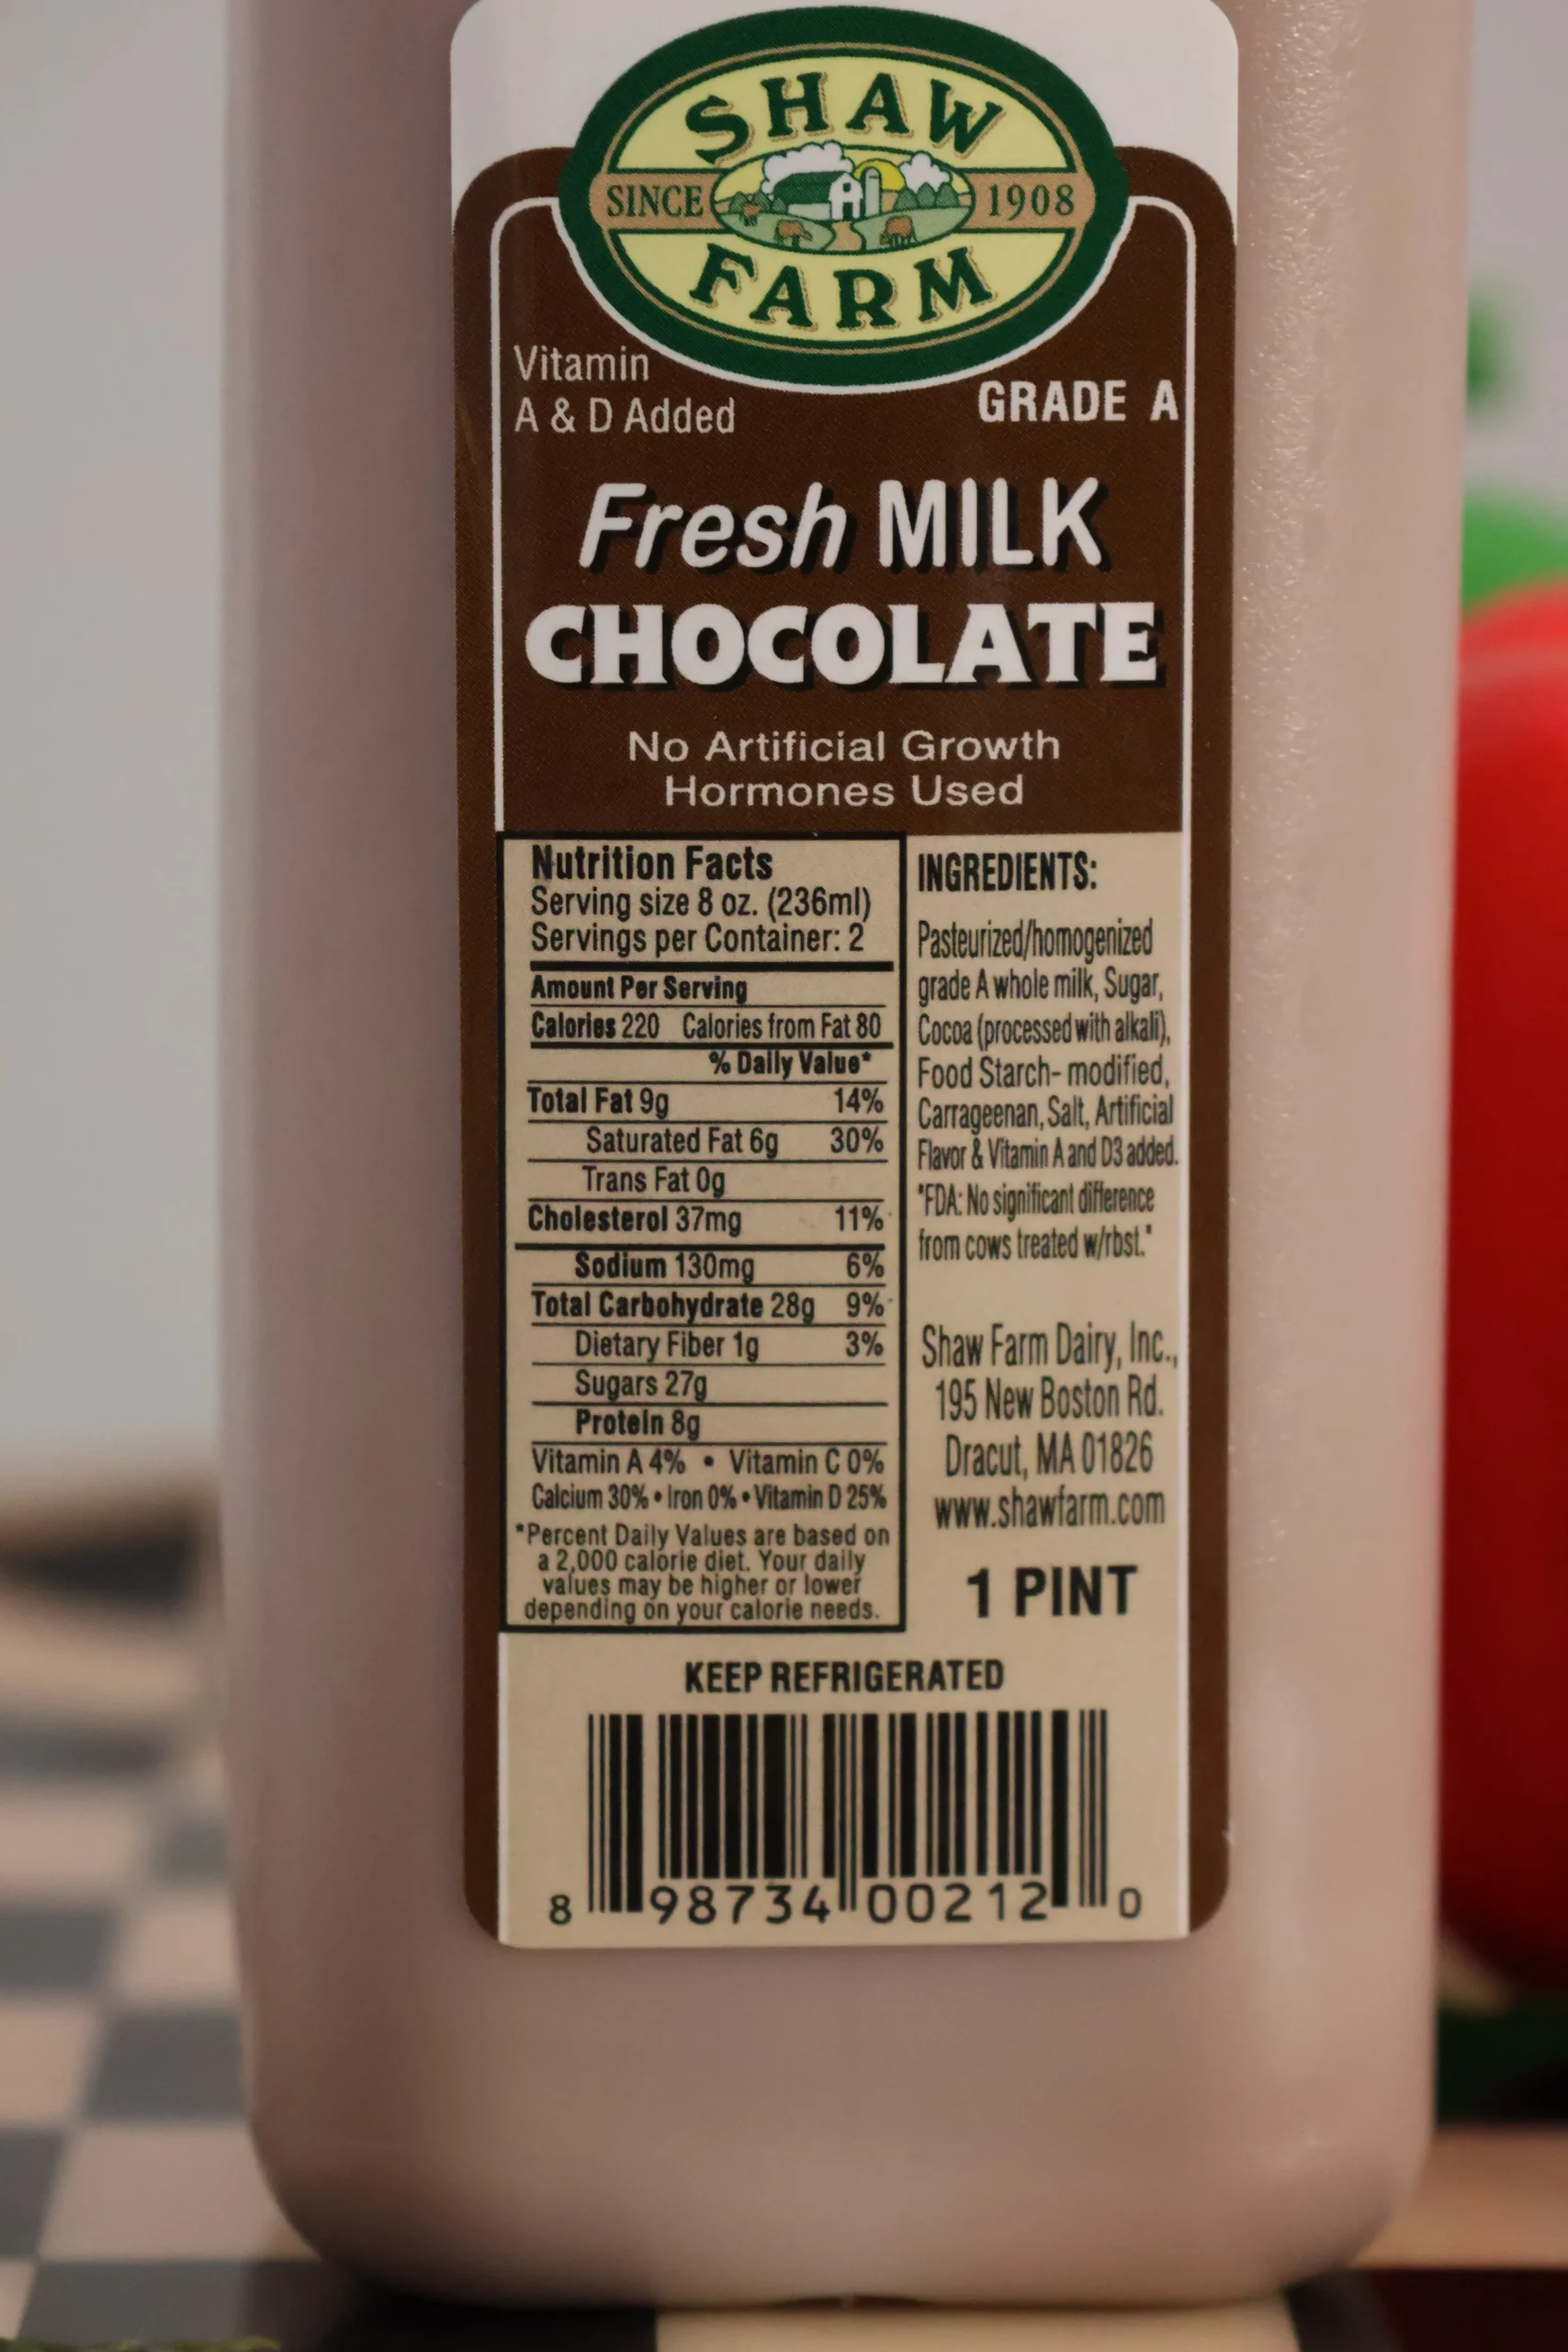 SHAW
SINCE 1908
FARM
Vitamin
A & D Added
GRADE A
Fresh MILK
CHOCOLATE
No Artificial Growth
Hormones Used
Nutrition Facts
Serving size 8 oz. (236ml)
Servings per Container: 2
Amount Per Serving
Calories 220 Calories from Fat 80
% Daily Value*
Total Fat 9g 14%
Saturated Fat 6g 30%
Trans Fat 0g
Cholesterol 37mg 11%
Sodium 130mg 6%
Total Carbohydrate 28g 9%
Dietary Fiber 1g 3%
Sugars 27g
Protein 8g
Vitamin A 4% • Vitamin C 0%
Calcium 30% • Iron 0% • Vitamin D 25%
*Percent Daily Values are based on
a 2,000 calorie diet. Your daily
values may be higher or lower
depending on your calorie needs.
INGREDIENTS:
Pasteurized/homogenized
grade A whole milk, Sugar,
Cocoa (processed with alkali),
Food Starch- modified,
Carrageenan, Salt, Artificial
Flavor & Vitamin A and D3 added.
"FDA: No significant difference
from cows treated w/rbst."
Shaw Farm Dairy, Inc.,
195 New Boston Rd.
Dracut, MA 01826
www.shawfarm.com
1 PINT
KEEP REFRIGERATED
8 98734 00212 0